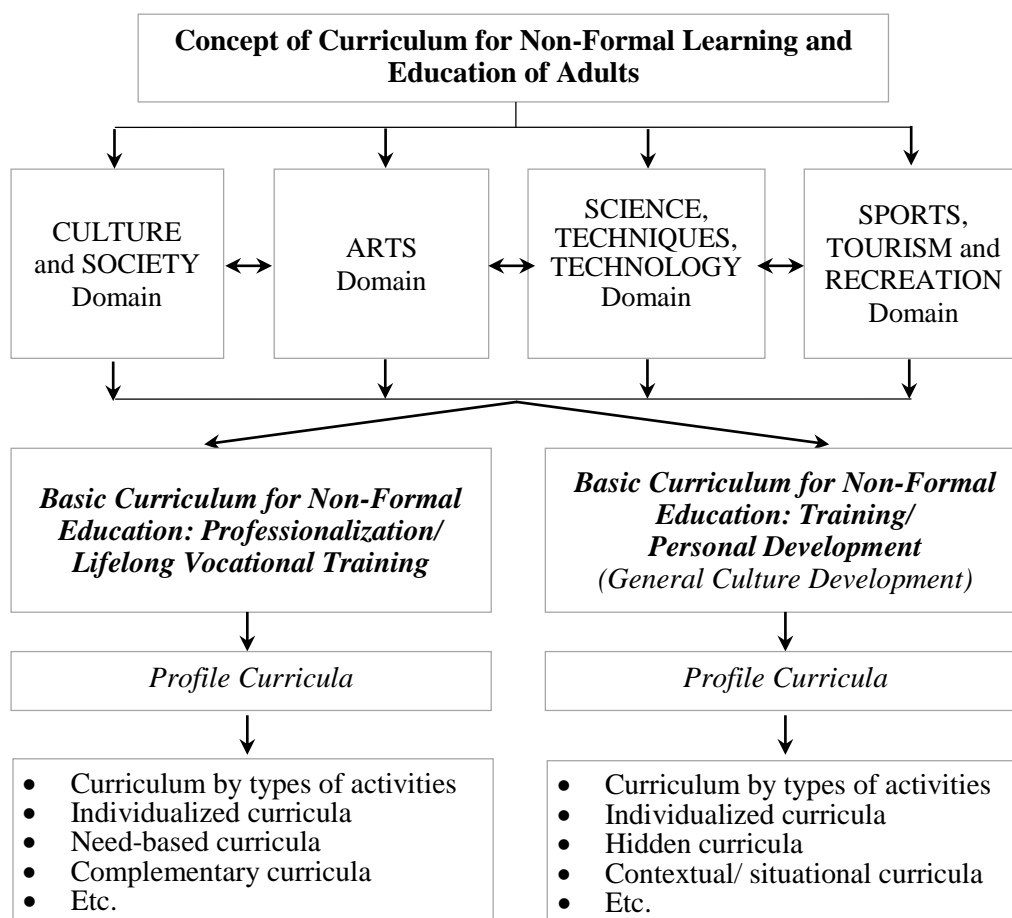 Concept of Curriculum for Non-Formal Learning and
Education of Adults
CULTURE
and SOCIETY
Domain
ARTS
Domain
SCIENCE,
TECHNIQUES,
TECHNOLOGY
Domain
SPORTS,
TOURISM and
RECREATION
Domain
Basic Curriculum for Non-Formal
Education: Professionalization/
Lifelong Vocational Training
Basic Curriculum for Non-Formal
Education: Training/
Personal Development
(General Culture Development)
Profile Curricula
Profile Curricula
• Curriculum by types of activities
• Individualized curricula
• Need-based curricula
• Complementary curricula
• Etc.
• Curriculum by types of activities
• Individualized curricula
• Hidden curricula
• Contextual/ situational curricula
• Etc.